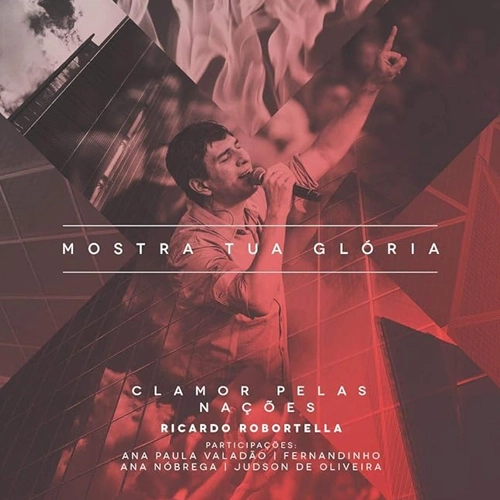 MOSTRA TUA GLÓRIA
CLAMOR PELAS
NAÇÕES
RICARDO ROBORTELLA
PARTICIPAÇÕES:
ANA PAULA VALADÃO | FERNANDINHO
ANA NÓBREGA | JUDSON DE OLIVEIRA